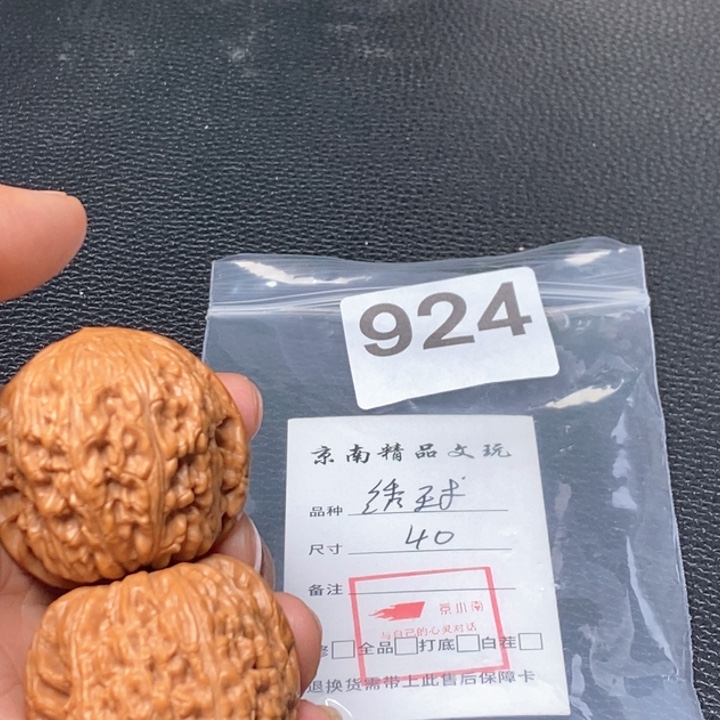 924
京南精品文玩
品种 绣球
尺寸 40
备注
京小南
与自己的心灵对话
修□全品□打底□白茬□
退换货需带上此售后保障卡